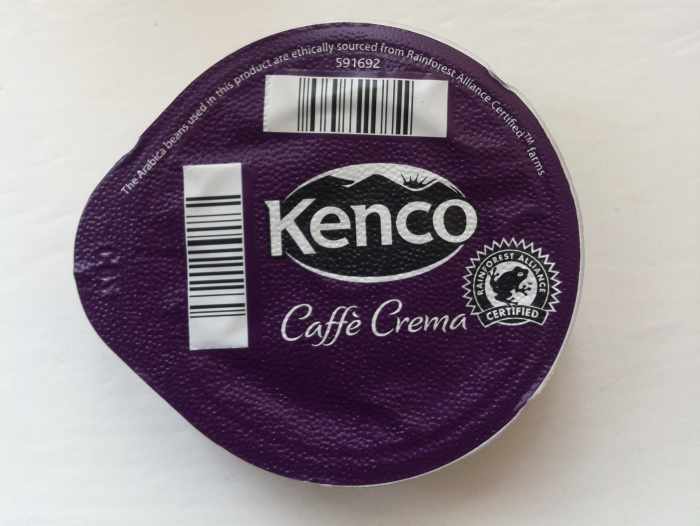 The Arabica beans used in this product are ethically sourced from Rainforest Alliance Certified™ farms
591692
Kenco
Caffè Crema
RAINFOREST ALLIANCE
CERTIFIED